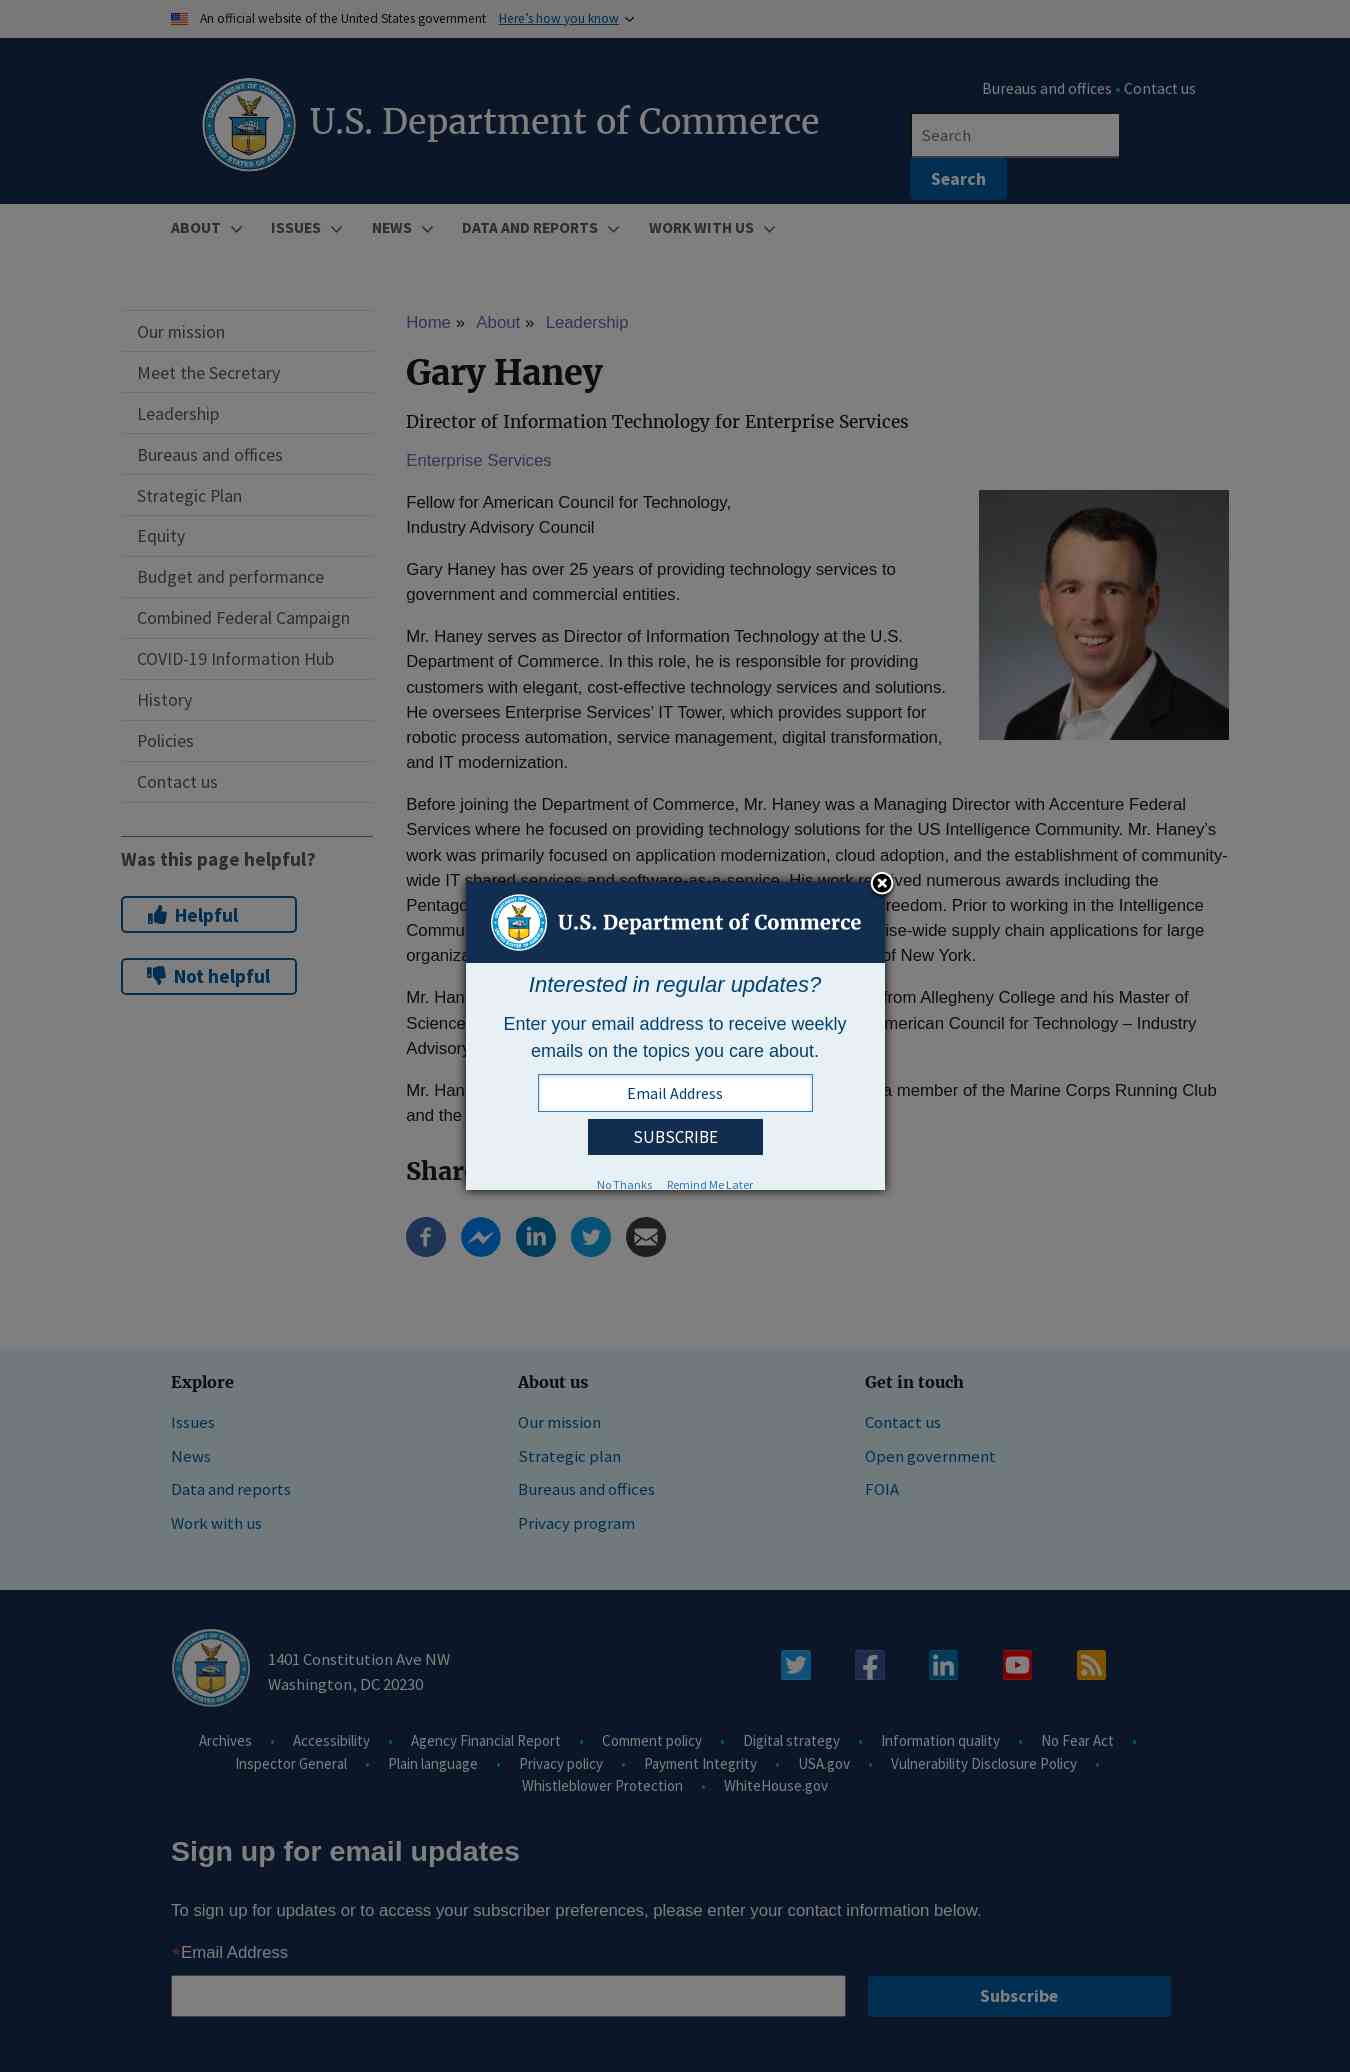 An official website of the United States government Here's how you know
Bureaus and offices • Contact us
U.S. Department of Commerce
Search
Search
ABOUT ISSUES NEWS DATA AND REPORTS WORK WITH US
Our mission
Meet the Secretary
Leadership
Bureaus and offices
Strategic Plan
Equity
Budget and performance
Combined Federal Campaign
COVID-19 Information Hub
History
Policies
Contact us
Was this page helpful?
Helpful
Not helpful
Home » About » Leadership
Gary Haney
Director of Information Technology for Enterprise Services
Enterprise Services
Fellow for American Council for Technology,
Industry Advisory Council
Gary Haney has over 25 years of providing technology services to
government and commercial entities.
Mr. Haney serves as Director of Information Technology at the U.S.
Department of Commerce. In this role, he is responsible for providing
customers with elegant, cost-effective technology services and solutions.
He oversees Enterprise Services' IT Tower, which provides support for
robotic process automation, service management, digital transformation,
and IT modernization.
Before joining the Department of Commerce, Mr. Haney was a Managing Director with Accenture Federal
Services where he focused on providing technology solutions for the US Intelligence Community. Mr. Haney's
work was primarily focused on application modernization, cloud adoption, and the establishment of community-
wide IT shared services and software-as-a-service. His work received numerous awards including the
reedom. Prior to working in the Intelligence
ise-wide supply chain applications for large
of New York.
Mr. from Allegheny College and his Master of
Science merican Council for Technology – Industry
Advisory
Mr. a member of the Marine Corps Running Club
and the
U.S. Department of Commerce
Interested in regular updates?
Enter your email address to receive weekly
emails on the topics you care about.
Email Address
SUBSCRIBE
No Thanks Remind Me Later
Shar
Explore
Issues
News
Data and reports
Work with us
About us
Our mission
Strategic plan
Bureaus and offices
Privacy program
Get in touch
Contact us
Open government
FOIA
1401 Constitution Ave NW
Washington, DC 20230
Archives • Accessibility • Agency Financial Report • Comment policy • Digital strategy • Information quality • No Fear Act •
Inspector General • Plain language • Privacy policy • Payment Integrity • USA.gov • Vulnerability Disclosure Policy •
Whistleblower Protection • WhiteHouse.gov
Sign up for email updates
To sign up for updates or to access your subscriber preferences, please enter your contact information below.
*Email Address
Subscribe